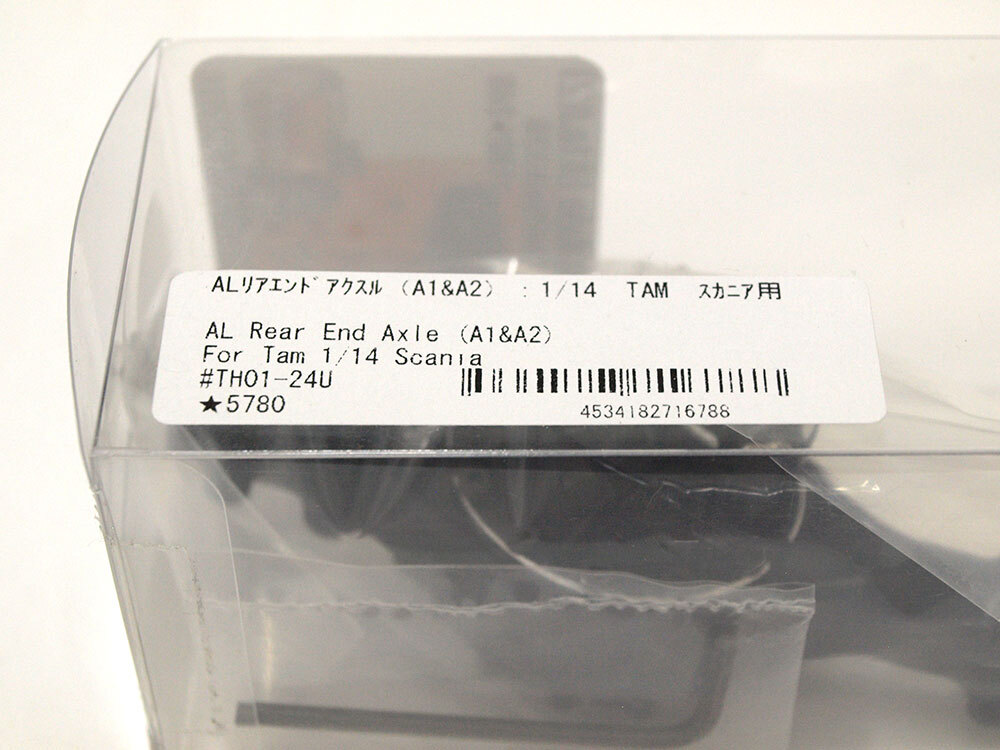 ALﾘｱｴﾝﾄﾞｱｸｽﾙ (A1&A2) : 1/14 TAM ｽｶﾆｱ用
AL Rear End Axle (A1&A2)
For Tam 1/14 Scania
#TH01-24U
★5780
4534182716788